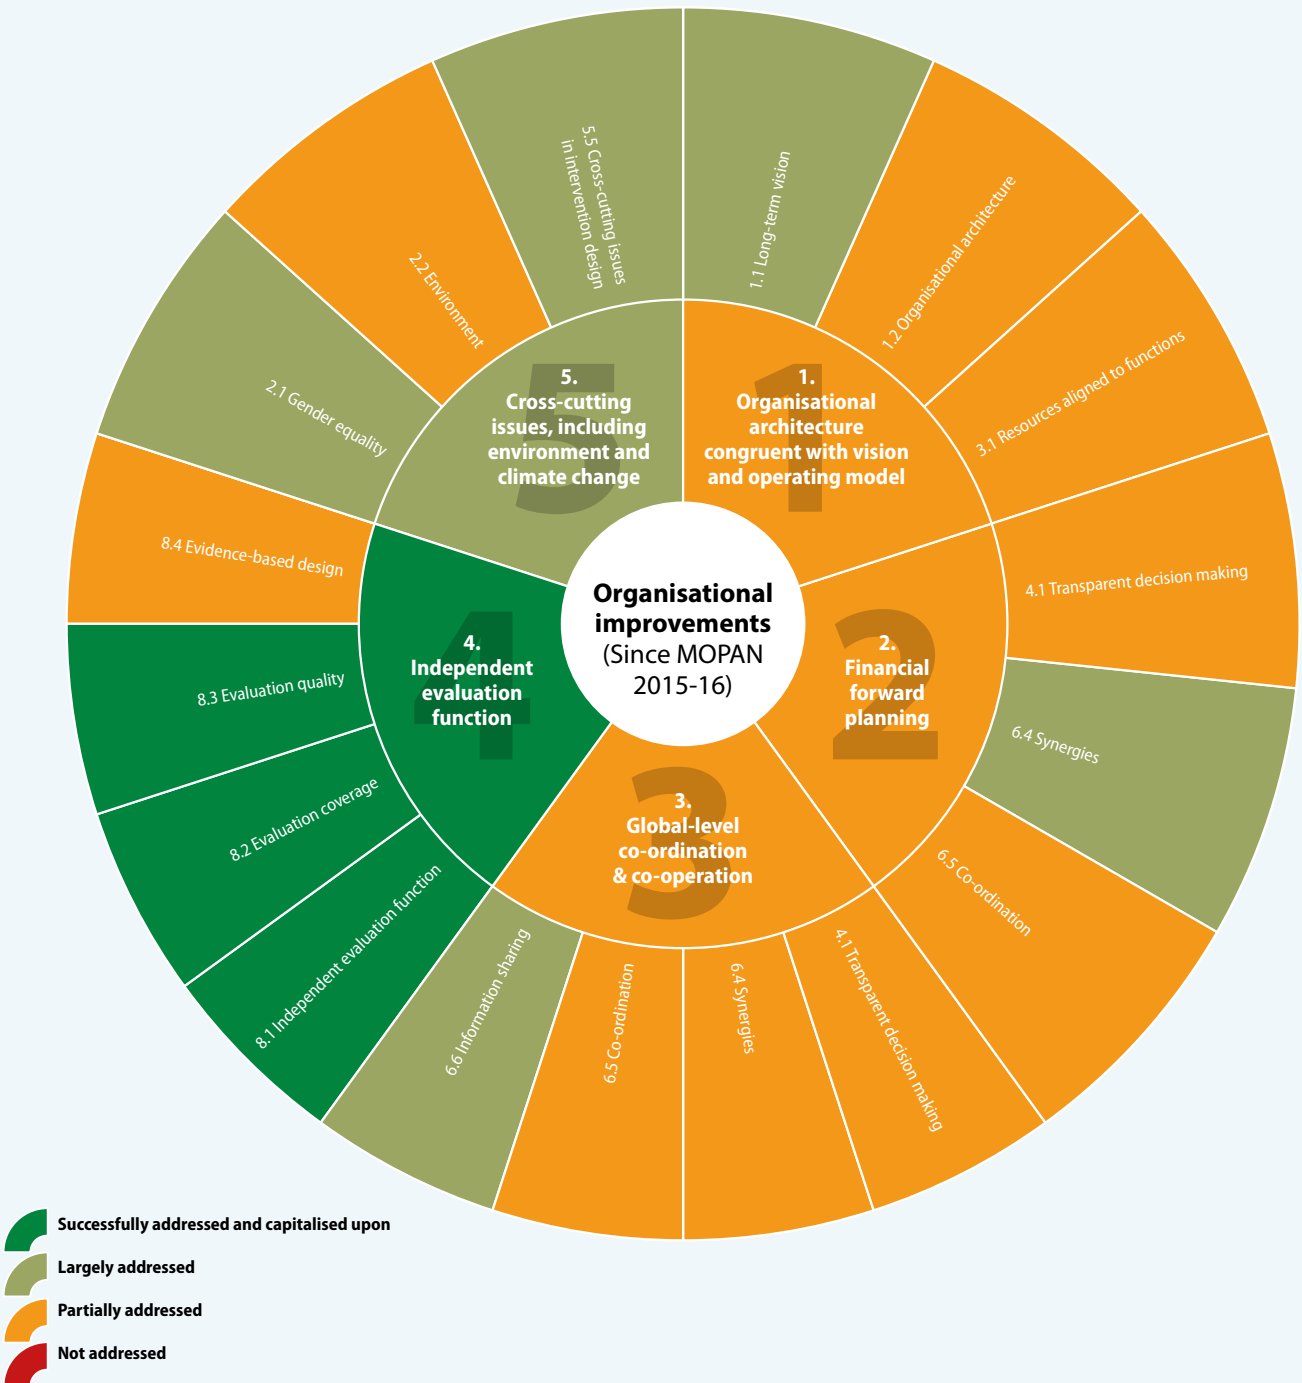 Organisational
improvements
(Since MOPAN
2015-16)
1
1.
Organisational
architecture
congruent with vision
and operating model
1.1 Long-term vision
1.2 Organisational architecture
3.1 Resources aligned to functions
2
2.
Financial
forward
planning
4.1 Transparent decision making
6.4 Synergies
6.5 Co-ordination
3
3.
Global-level
co-ordination
& co-operation
4.1 Transparent decision making
6.4 Synergies
6.5 Co-ordination
6.6 Information sharing
4
4.
Independent
evaluation
function
8.1 Independent evaluation function
8.2 Evaluation coverage
8.3 Evaluation quality
8.4 Evidence-based design
5
5.
Cross-cutting
issues, including
environment and
climate change
2.1 Gender equality
2.2 Environment
5.5 Cross-cutting issues
in intervention design
Successfully addressed and capitalised upon
Largely addressed
Partially addressed
Not addressed